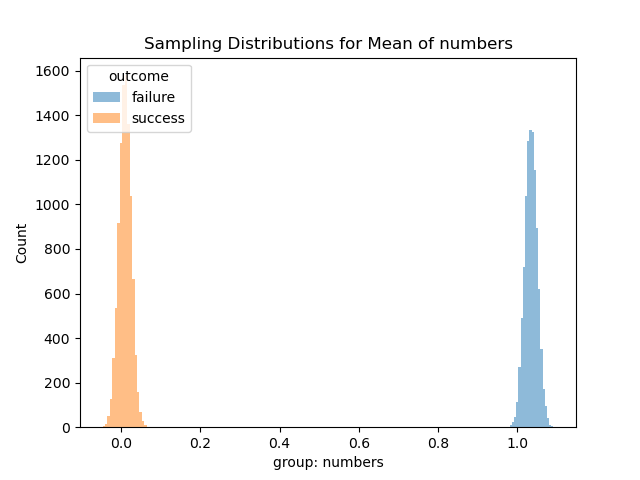 Sampling Distributions for Mean of numbers
outcome
failure
success
1600
1400
1200
1000
800
600
400
200
0
Count
0.0 0.2 0.4 0.6 0.8 1.0
group: numbers